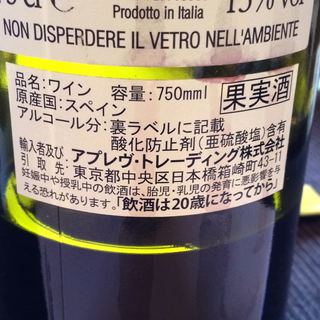 Prodotto in Italia
15% vol
NON DISPERDERE IL VETRO NELL'AMBIENTE
品名:ワイン 容量:750mml 果実酒
原産国:スペイン
アルコール分:裏ラベルに記載
酸化防止剤(亜硫酸塩)含有
輸入者及び アプレヴ・トレーディング株式会社
引取先:東京都中央区日本橋箱崎町43-11
妊娠中や授乳中の飲酒は、胎児・乳児の発育に悪影響を与
える恐れがあります。「飲酒は20歳になってから」